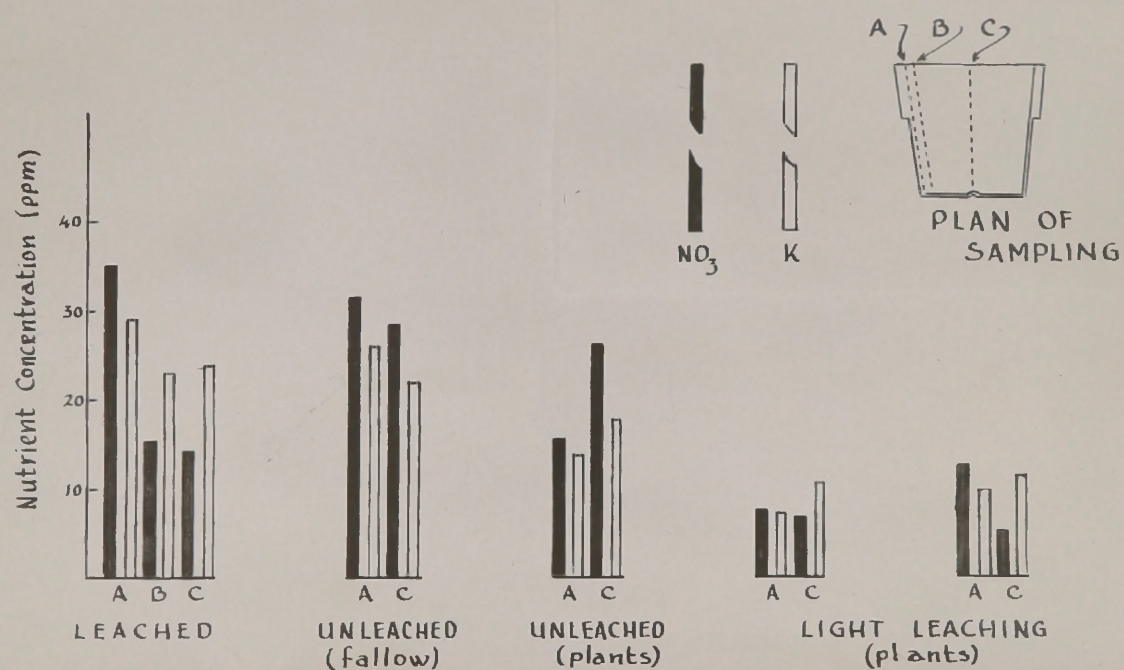 A B C
NO3 K
PLAN OF
SAMPLING
Nutrient Concentration (ppm)
40
30
20
10
A B C
LEACHED
A C
UNLEACHED
(fallow)
A C
UNLEACHED
(plants)
A C
A C
LIGHT LEACHING
(plants)